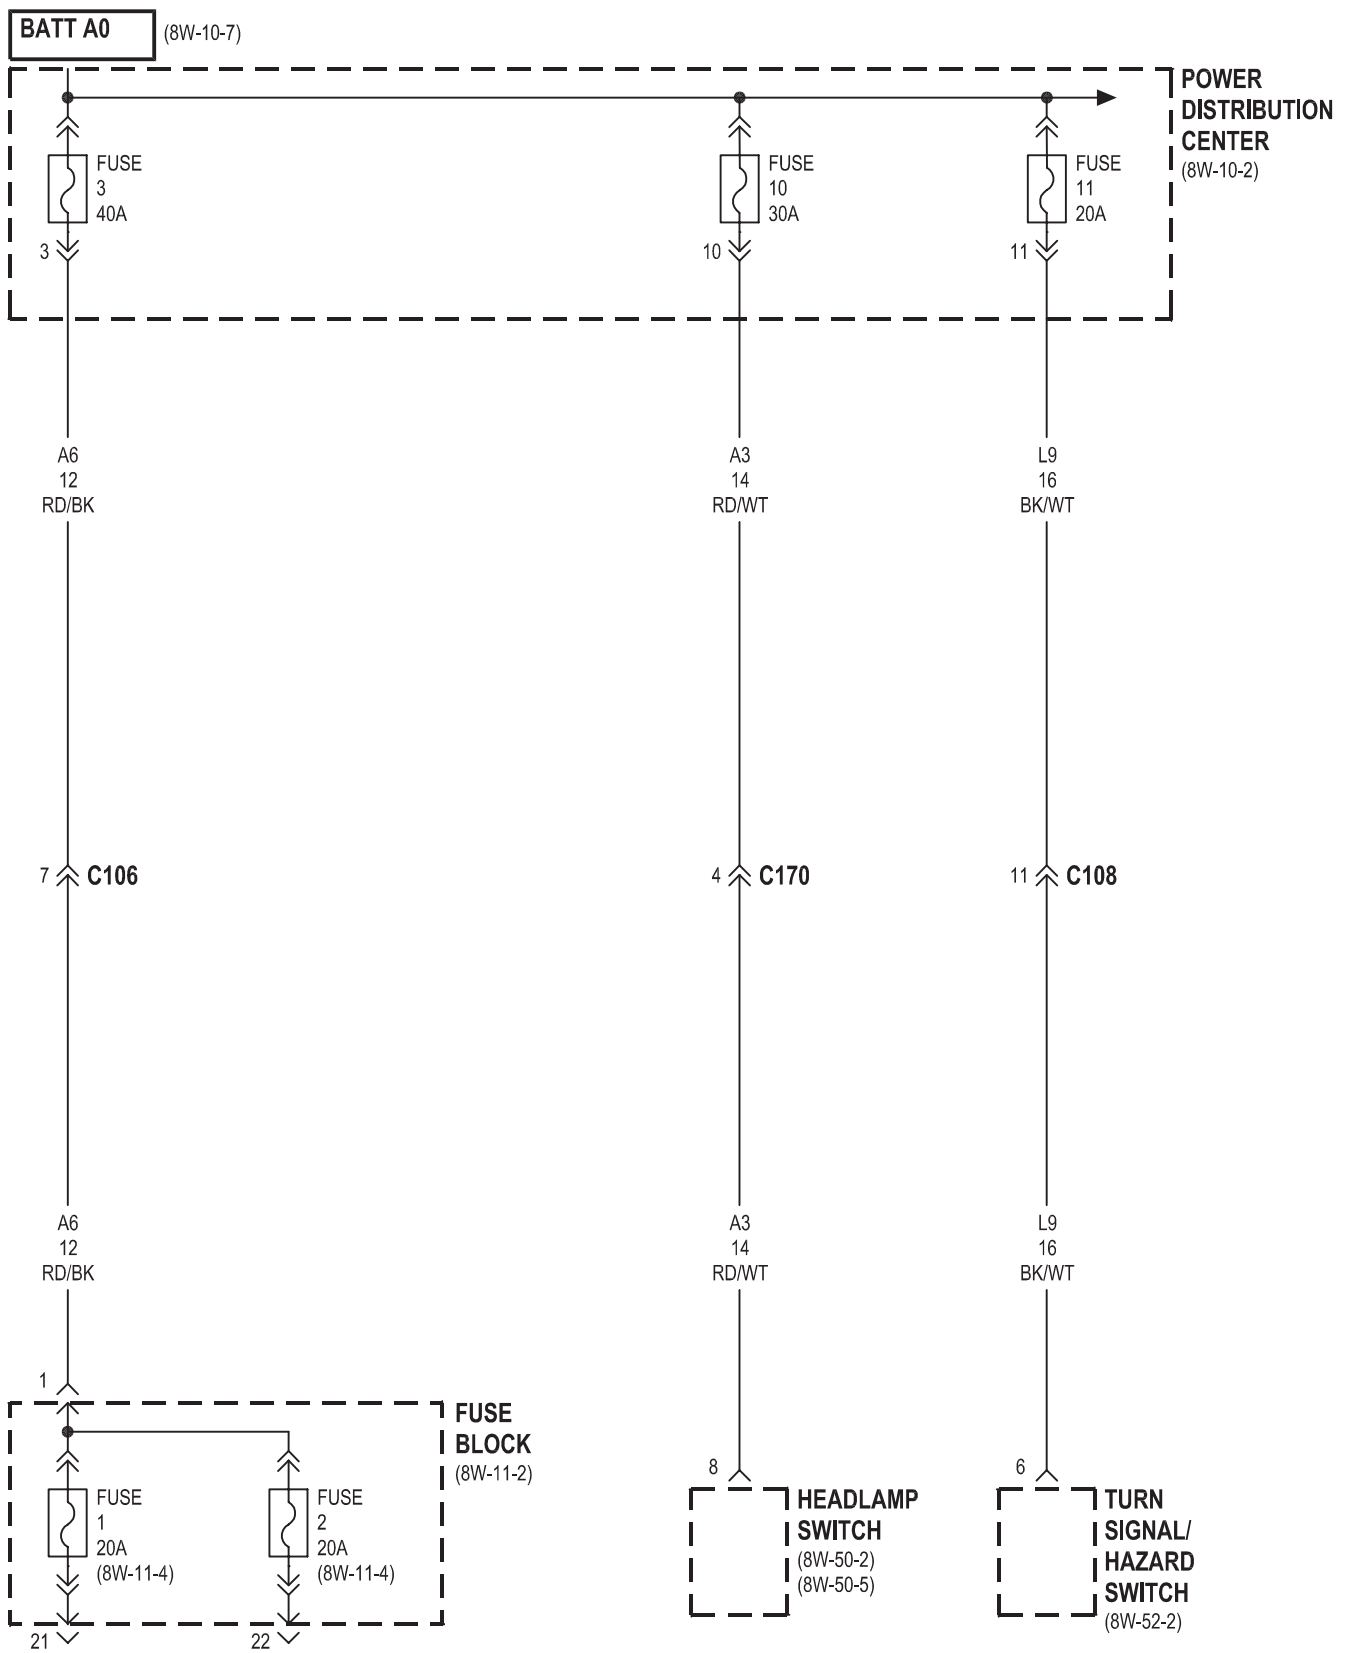 BATT A0
(8W-10-7)
POWER
DISTRIBUTION
CENTER
(8W-10-2)
FUSE
3
40A
3
FUSE
10
30A
10
FUSE
11
20A
11
A6
12
RD/BK
A3
14
RD/WT
L9
16
BK/WT
7 C106
4 C170
11 C108
A6
12
RD/BK
A3
14
RD/WT
L9
16
BK/WT
1
FUSE
BLOCK
(8W-11-2)
FUSE
1
20A
(8W-11-4)
FUSE
2
20A
(8W-11-4)
21
22
8
HEADLAMP
SWITCH
(8W-50-2)
(8W-50-5)
6
TURN
SIGNAL/
HAZARD
SWITCH
(8W-52-2)